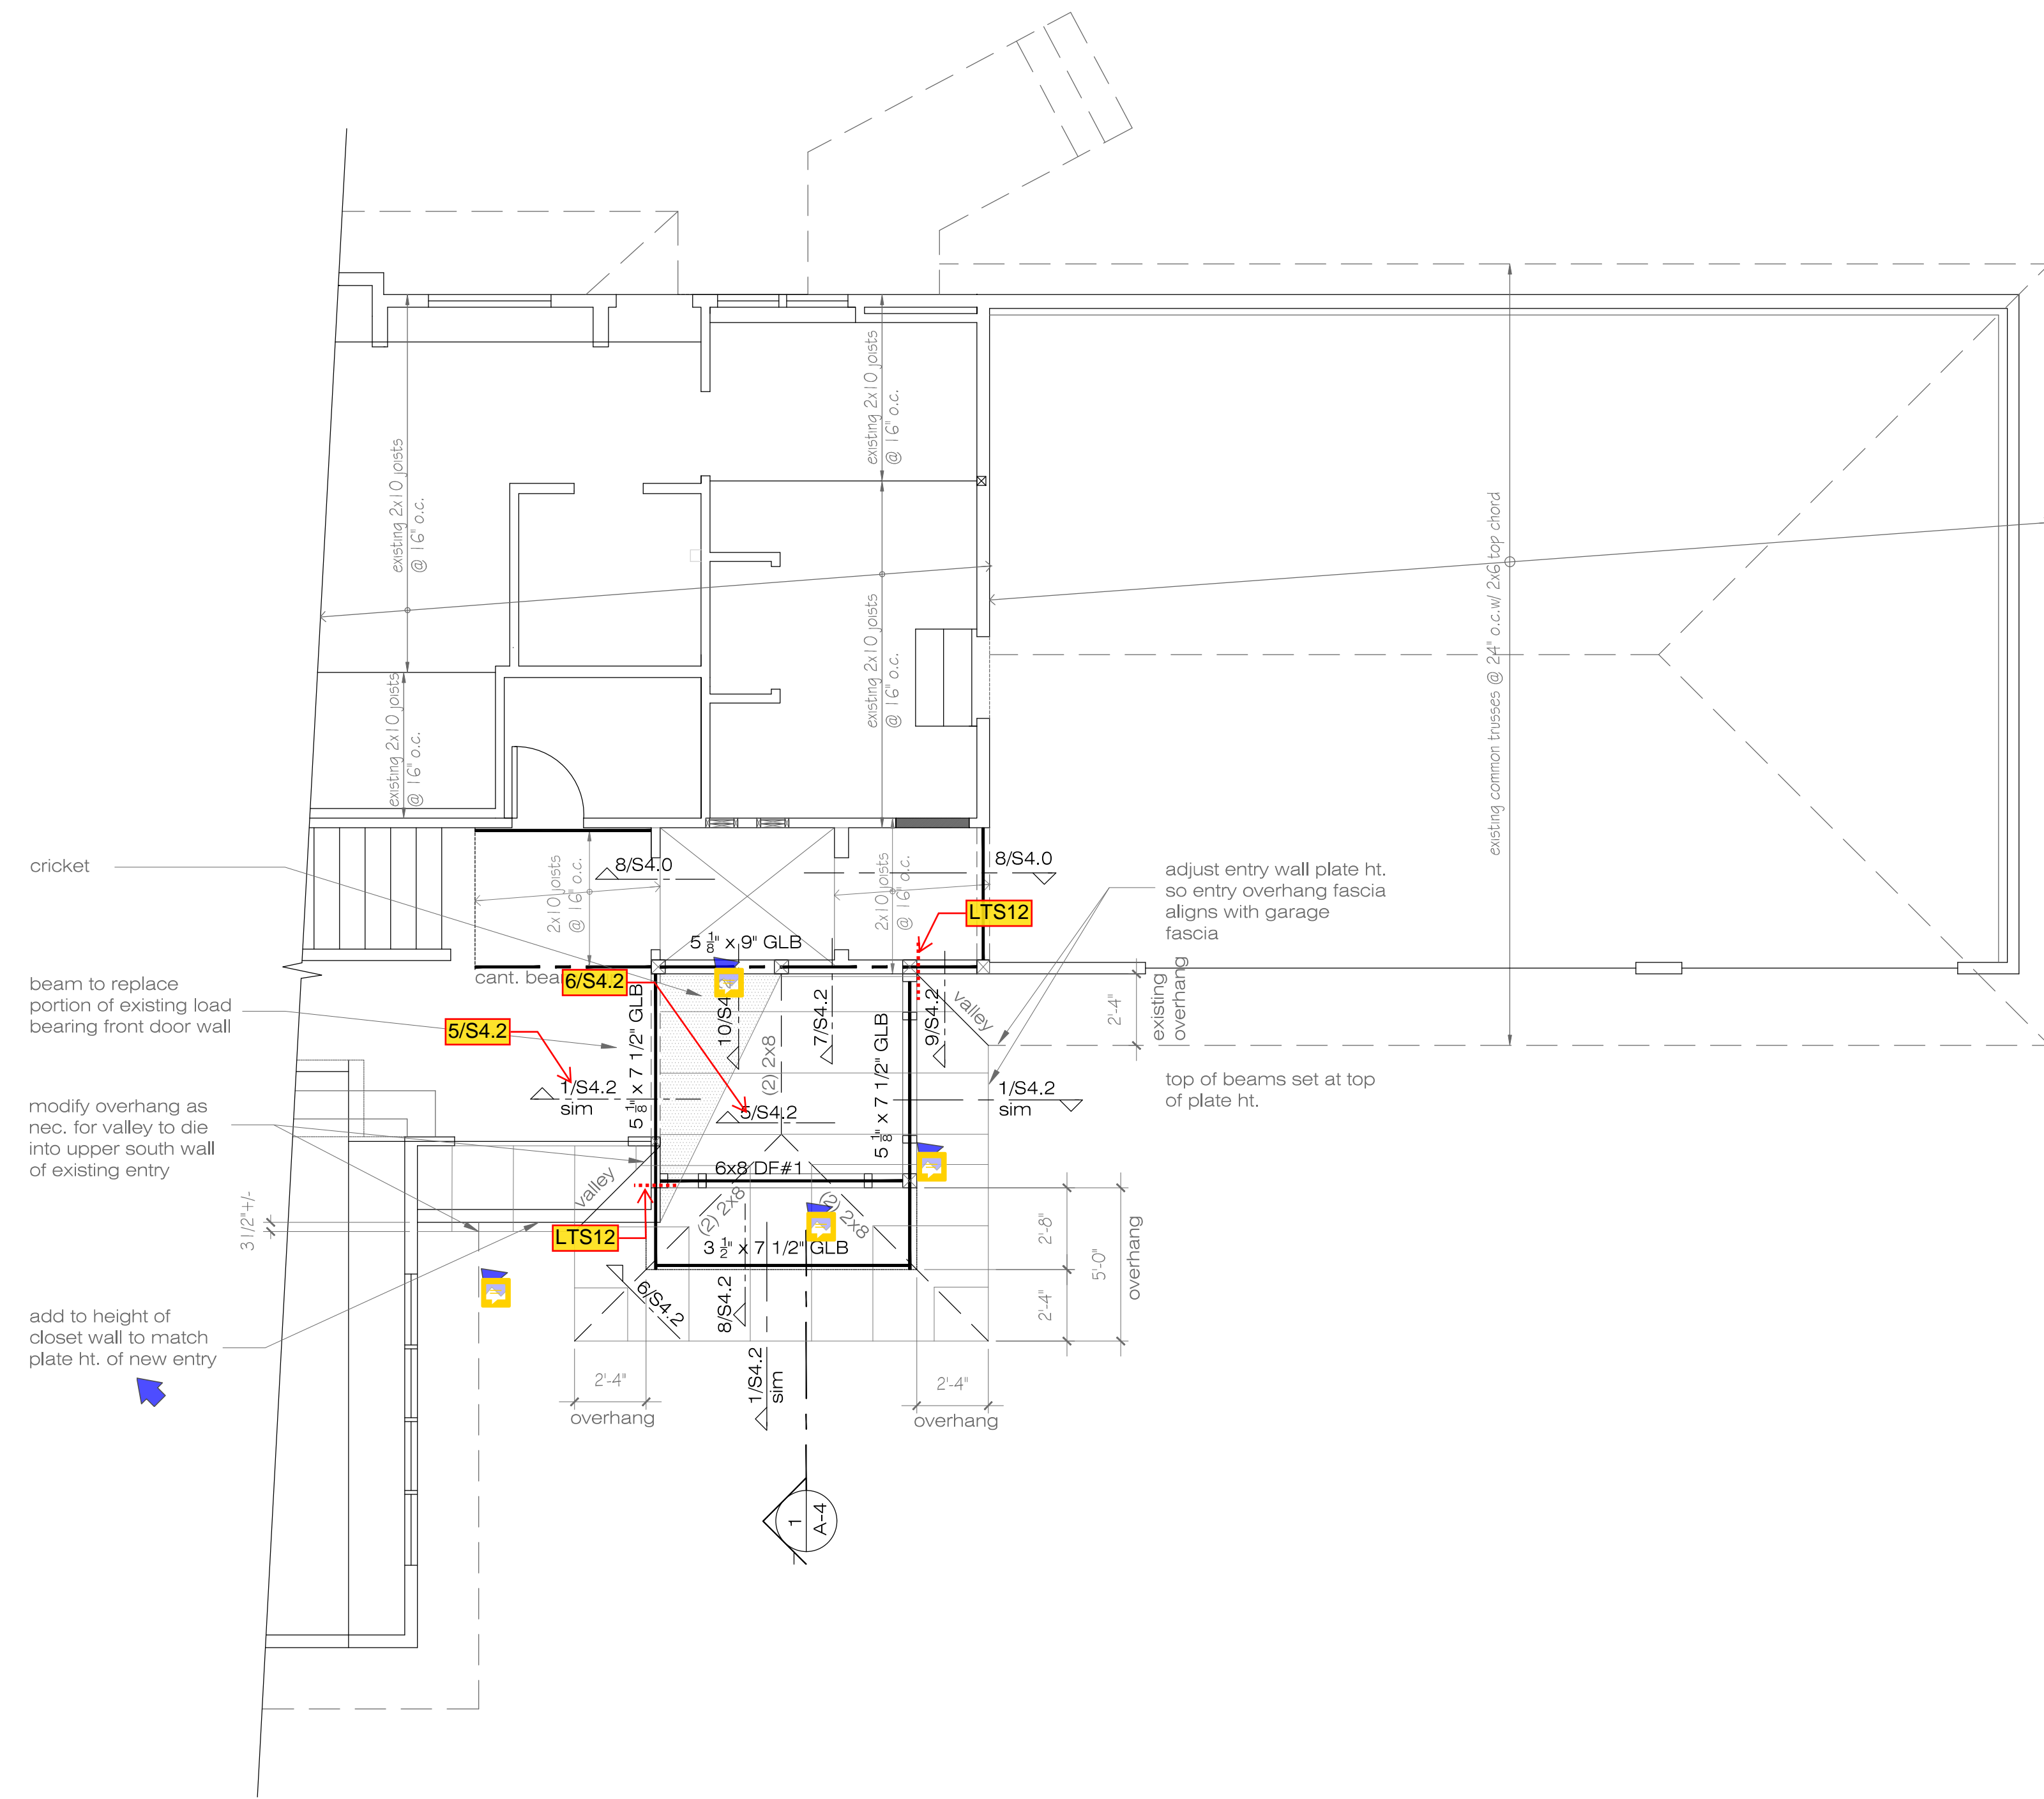 existing 2x10 joists
@ 16" o.c.
existing 2x10 joists
@ 16" o.c.
existing 2x10 joists
@ 16" o.c.
existing 2x10 joists
@ 16" o.c.
existing common trusses @ 24" o.c.w/ 2x6 top chord
cricket
2x10 joists
@ 16" o.c.
8/S4.0
2x10 joists
@ 16" o.c.
8/S4.0
LTS12
adjust entry wall plate ht.
so entry overhang fascia
aligns with garage
fascia
5 1/8" x 9" GLB
cant.
6/S4.2
beam to replace
portion of existing load
bearing front door wall
5/S4.2
5 1/8" x 7 1/2" GLB
7/S4.2
9/S4.2
valley
2'-4"
existing
overhang
(2) 2x8
5 1/8" x 7 1/2" GLB
1/S4.2
sim
5/S4.2
1/S4.2
sim
top of beams set at top
of plate ht.
modify overhang as
nec. for valley to die
into upper south wall
of existing entry
6x8 DF#1
valley
(2) 2x8
(2) 2x8
31/2"+/-
LTS12
3 1/2" x 7 1/2" GLB
2'-8"
5'-0"
overhang
2'-4"
6/S4.2
8/S4.2
add to height of
closet wall to match
plate ht. of new entry
2'-4"
overhang
1/S4.2
sim
2'-4"
overhang
1
A-4